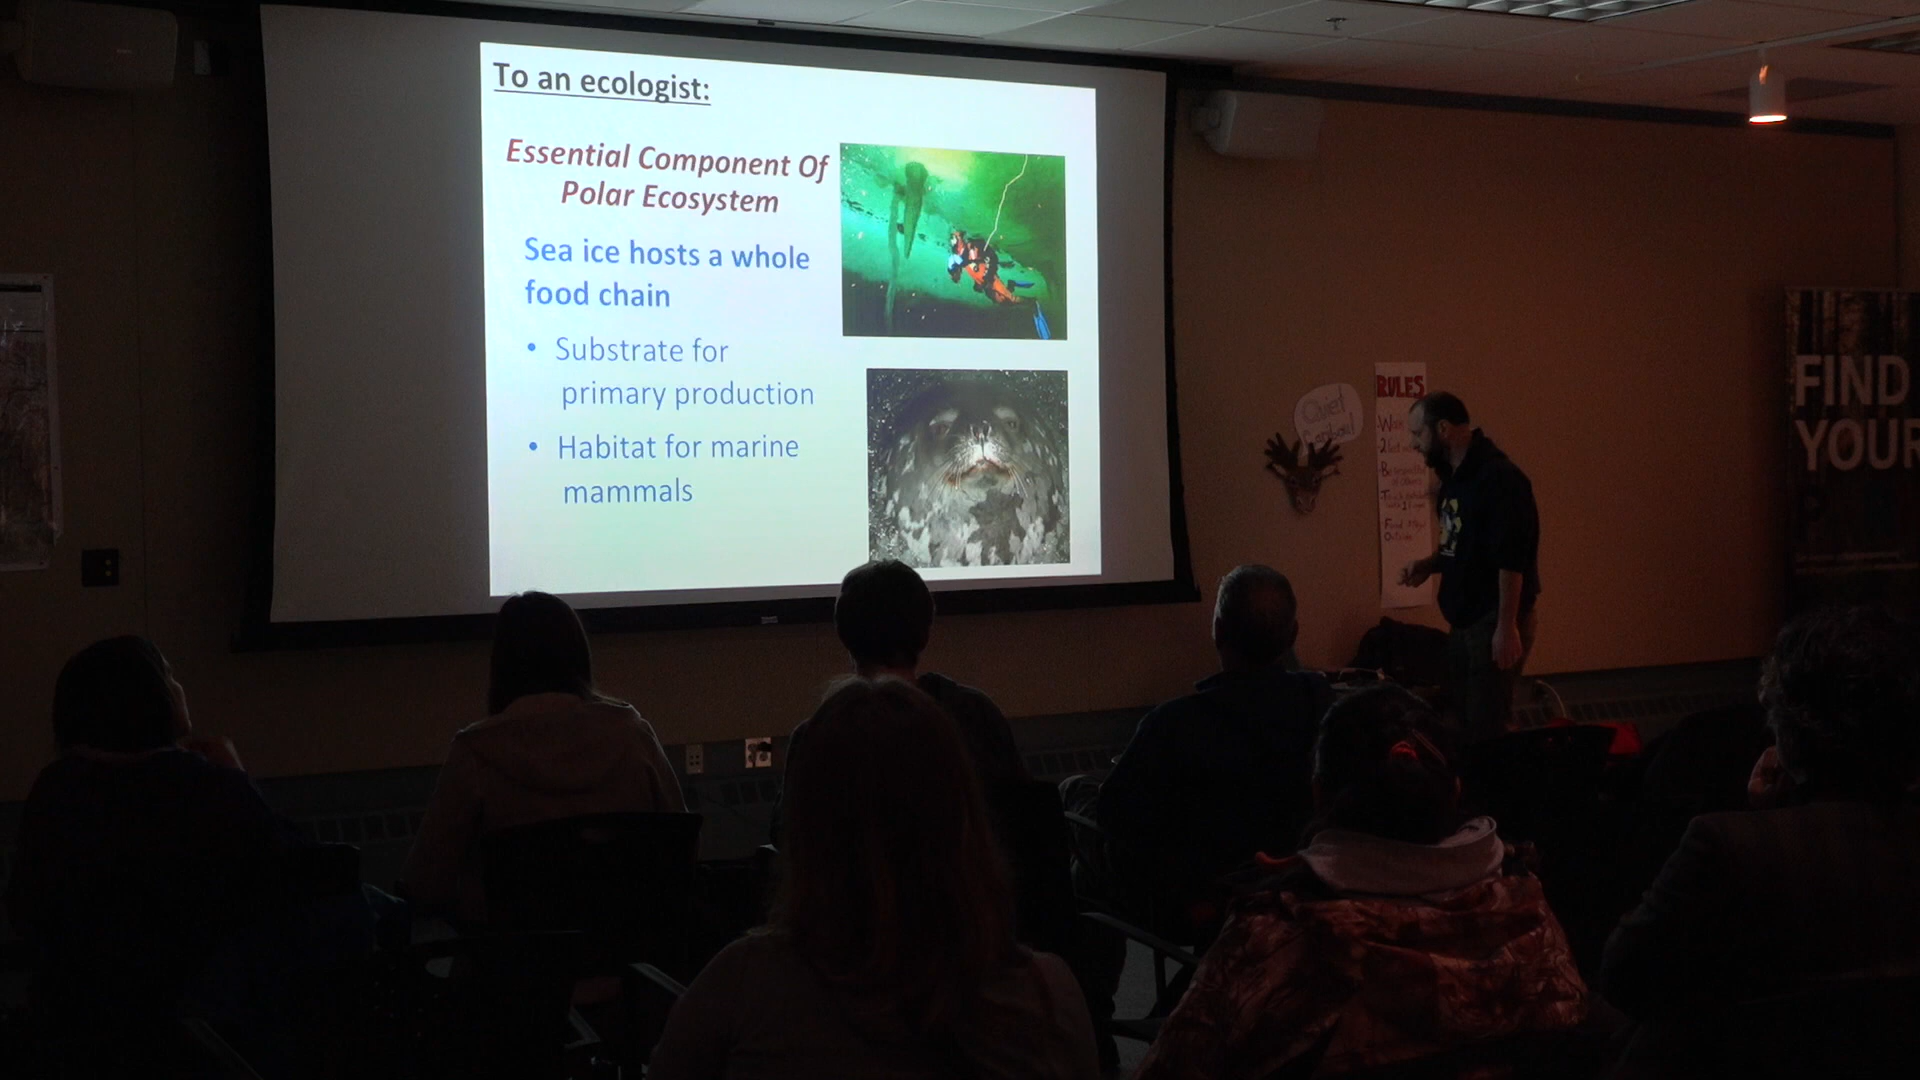 To an ecologist:
Essential Component Of
Polar Ecosystem
Sea ice hosts a whole
food chain
• Substrate for
primary production
• Habitat for marine
mammals
Quiet
RULES
FIND
YOUR